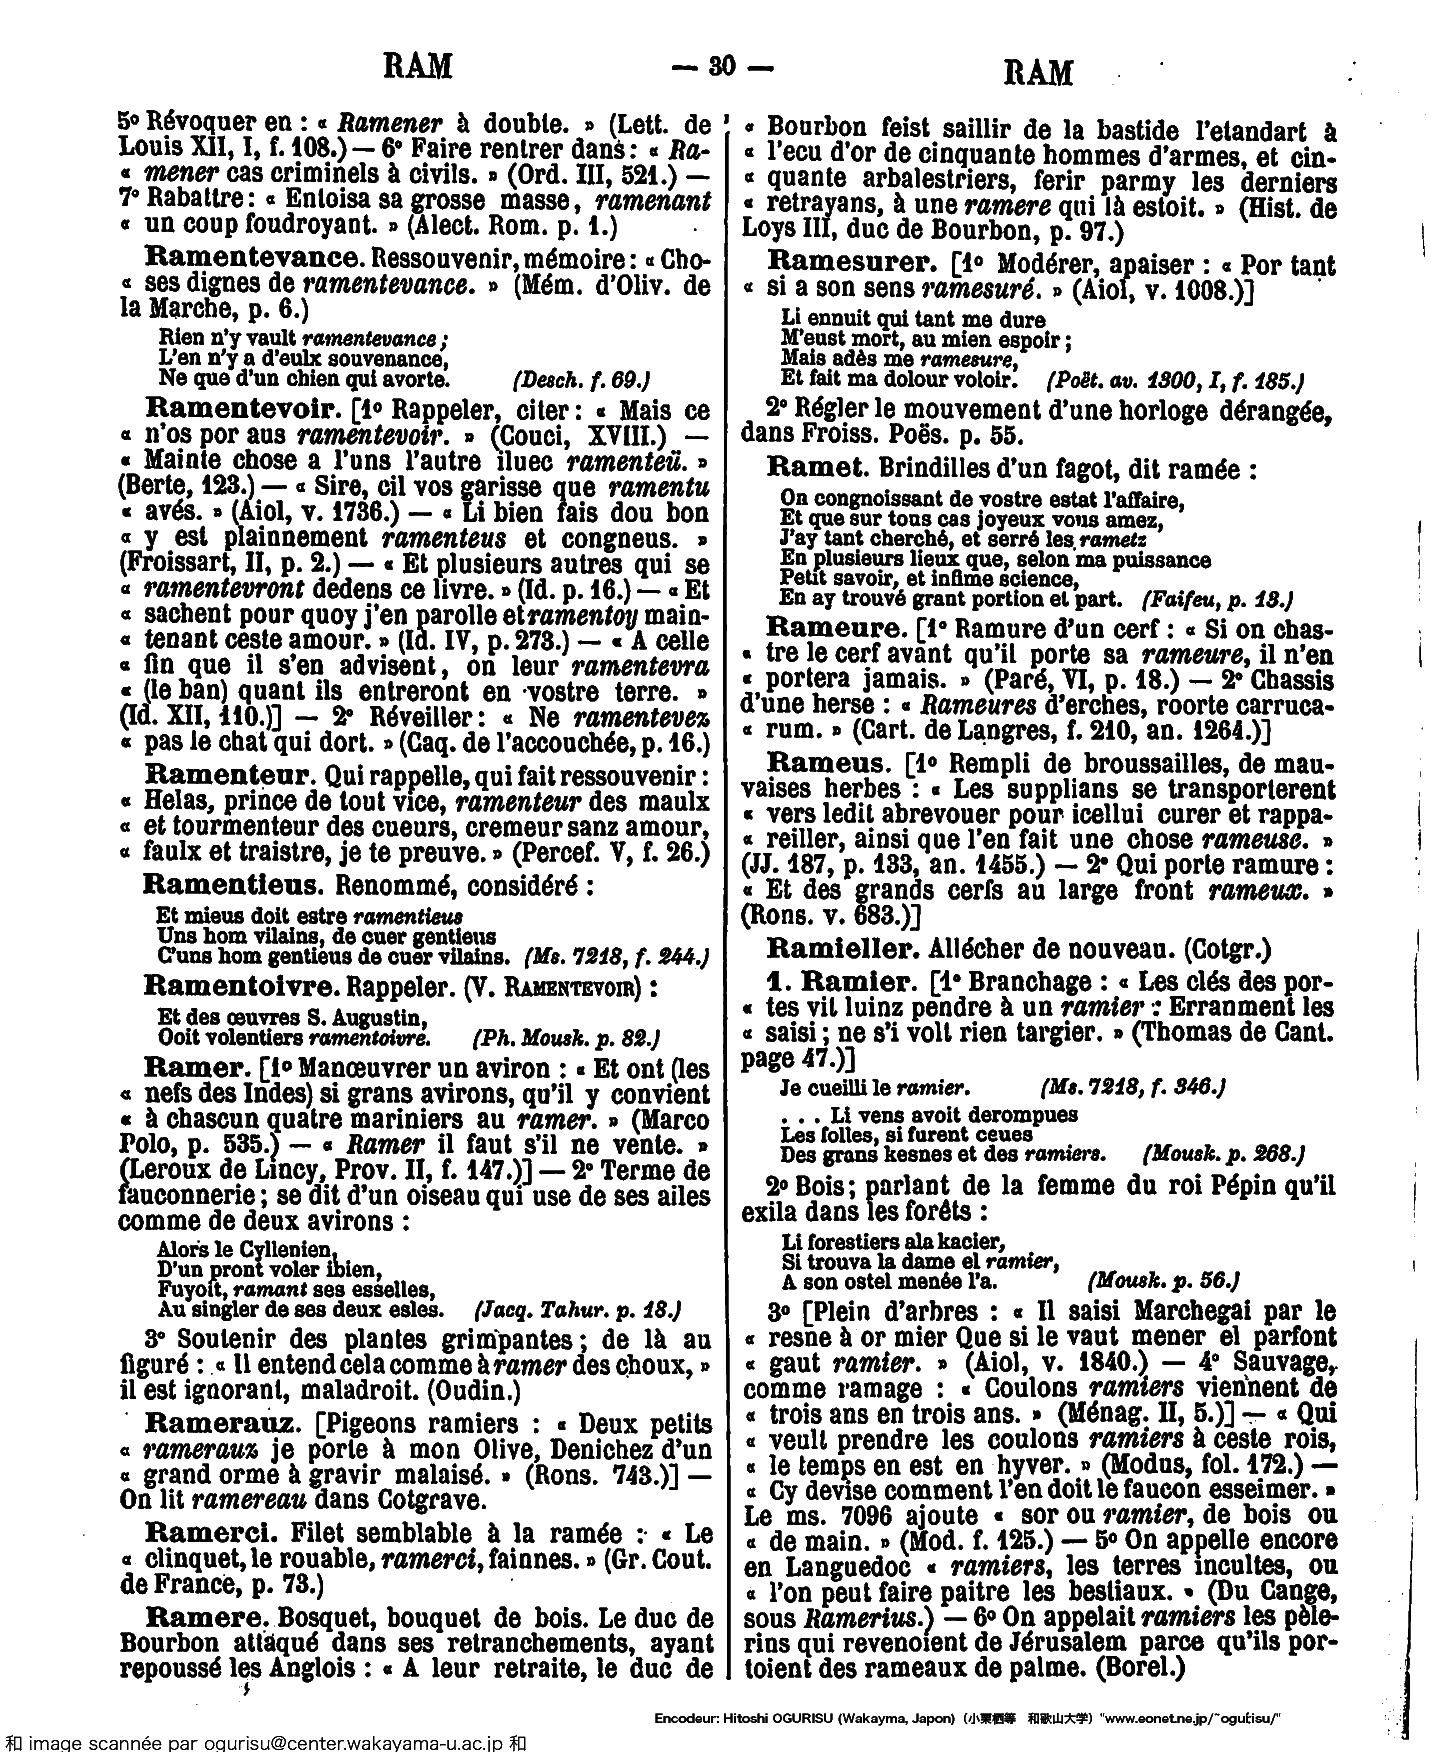 RAM
— 30 —
RAM
5º Révoquer en : « Ramener à double. » (Lett. de
Louis XII, I, f. 108.) — 6º Faire rentrer dans : « Ra-
« mener cas criminels à civils. » (Ord. III, 521.) —
7º Rabattre : « Entoisa sa grosse masse, ramenant
« un coup foudroyant. » (Alect. Rom. p. 1.)
Ramentevance. Ressouvenir, mémoire : « Cho-
« ses dignes de ramentevance. » (Mém. d'Oliv. de
la Marche, p. 6.)
Rien n'y vault ramentevance ;
L'en n'y a d'eulx souvenance,
Ne que d'un chien qui avorte. (Desch. f. 69.)
Ramentevoir. [1º Rappeler, citer : « Mais ce
« n'os por aus ramentevoir. » (Couci, XVIII.) —
« Mainte chose a l'uns l'autre iluec ramenteü. »
(Berte, 123.) — « Sire, cil vos garisse que ramentu
« avés. » (Aiol, v. 1736.) — « Li bien fais dou bon
« y est plainnement ramenteus et congneus. »
(Froissart, II, p. 2.) — « Et plusieurs autres qui se
« ramentevront dedens ce livre. » (Id. p. 16.) — « Et
« sachent pour quoy j'en parolle et ramentoy main-
« tenant ceste amour. » (Id. IV, p. 273.) — « A celle
« fin que il s'en advisent, on leur ramentevra
« (le ban) quant ils entreront en vostre terre. »
(Id. XII, 110.)] — 2º Réveiller : « Ne ramentevez
« pas le chat qui dort. » (Caq. de l'accouchée, p. 16.)
Ramenteur. Qui rappelle, qui fait ressouvenir :
« Helas, prince de tout vice, ramenteur des maulx
« et tourmenteur des cueurs, cremeur sanz amour,
« faulx et traistre, je te preuve. » (Percef. V, f. 26.)
Ramentieus. Renommé, considéré :
Et mieus doit estre ramentieus
Uns hom vilains, de cuer gentieus
C'uns hom gentieus de cuer vilains. (Ms. 7218, f. 244.)
Ramentoivre. Rappeler. (V. RAMENTEVOIR) :
Et des œuvres S. Augustin,
Ooit volentiers ramentoivre. (Ph. Mousk. p. 82.)
Ramer. [1º Manœuvrer un aviron : « Et ont (les
« nefs des Indes) si grans avirons, qu'il y convient
« à chascun quatre mariniers au ramer. » (Marco
Polo, p. 535.) — « Ramer il faut s'il ne vente. »
(Leroux de Lincy, Prov. II, f. 147.)] — 2º Terme de
fauconnerie ; se dit d'un oiseau qui use de ses ailes
comme de deux avirons :
Alors le Cyllenien,
D'un pront voler ibien,
Fuyoit, ramant ses esselles,
Au singler de ses deux esles. (Jacq. Tahur. p. 18.)
3º Soutenir des plantes grimpantes ; de là au
figuré : « Il entend cela comme à ramer des choux, »
il est ignorant, maladroit. (Oudin.)
Ramerauz. [Pigeons ramiers : « Deux petits
« ramerauz je porte à mon Olive, Denichez d'un
« grand orme à gravir malaisé. » (Rons. 743.)] —
On lit ramereau dans Cotgrave.
Ramerci. Filet semblable à la ramée : « Le
« clinquet, le rouable, ramerci, fainnes. » (Gr. Cout.
de France, p. 73.)
Ramere. Bosquet, bouquet de bois. Le duc de
Bourbon attaqué dans ses retranchements, ayant
repoussé les Anglois : « A leur retraite, le duc de
« Bourbon feist saillir de la bastide l'etandart à
« l'ecu d'or de cinquante hommes d'armes, et cin-
« quante arbalestriers, ferir parmy les derniers
« retrayans, à une ramere qui là estoit. » (Hist. de
Loys III, duc de Bourbon, p. 97.)
Ramesurer. [1º Modérer, apaiser : « Por tant
« si a son sens ramesuré. » (Aiol, v. 1008.)]
Li ennuit qui tant me dure
M'eust mort, au mien espoir ;
Mais adès me ramesure,
Et fait ma dolour voloir. (Poët. av. 1300, I, f. 185.)
2º Régler le mouvement d'une horloge dérangée,
dans Froiss. Poës. p. 55.
Ramet. Brindilles d'un fagot, dit ramée :
On congnoissant de vostre estat l'affaire,
Et que sur tous cas joyeux vous amez,
J'ay tant cherché, et serré les rametz
En plusieurs lieux que, selon ma puissance
Petit savoir, et infime science,
En ay trouvé grant portion et part. (Faifeu, p. 13.)
Rameure. [1º Ramure d'un cerf : « Si on chas-
« tre le cerf avant qu'il porte sa rameure, il n'en
« portera jamais. » (Paré, VI, p. 18.) — 2º Chassis
d'une herse : « Rameures d'erches, roorte carruca-
« rum. » (Cart. de Langres, f. 210, an. 1264.)]
Rameus. [1º Rempli de broussailles, de mau-
vaises herbes : « Les supplians se transporterent
« vers ledit abrevouer pour icellui curer et rappa-
« reiller, ainsi que l'en fait une chose rameuse. »
(JJ. 187, p. 133, an. 1455.) — 2º Qui porte ramure :
« Et des grands cerfs au large front rameux. »
(Rons. v. 683.)]
Ramieller. Allécher de nouveau. (Cotgr.)
1. Ramier. [1º Branchage : « Les clés des por-
« tes vit luinz pendre à un ramier : Erranment les
« saisi ; ne s'i volt rien targier. » (Thomas de Cant.
page 47.)]
Je cueilli le ramier. (Ms. 7218, f. 346.)
. . . Li vens avoit derompues
Les folles, si furent ceues
Des grans kesnes et des ramiers. (Mousk. p. 268.)
2º Bois ; parlant de la femme du roi Pépin qu'il
exila dans les forêts :
Li forestiers ala kacier,
Si trouva la dame el ramier,
A son ostel menée l'a. (Mousk. p. 56.)
3º [Plein d'arbres : « Il saisi Marchegai par le
« resne à or mier Que si le vaut mener el parfont
« gaut ramier. » (Aiol, v. 1840.) — 4º Sauvage,
comme ramage : « Coulons ramiers viennent de
« trois ans en trois ans. » (Ménag. II, 5.)] — « Qui
« veult prendre les coulons ramiers à ceste rois,
« le temps en est en hyver. » (Modus, fol. 172.) —
« Cy devise comment l'en doit le faucon esseimer. »
Le ms. 7096 ajoute « sor ou ramier, de bois ou
« de main. » (Mod. f. 125.) — 5º On appelle encore
en Languedoc « ramiers, les terres incultes, ou
« l'on peut faire paitre les bestiaux. » (Du Cange,
sous Ramerius.) — 6º On appelait ramiers les pèle-
rins qui revenoient de Jérusalem parce qu'ils por-
toient des rameaux de palme. (Borel.)
Encodeur: Hitoshi OGURISU (Wakayma, Japon) (小栗栖等 和歌山大学) "www.eonet.ne.jp/~ogurisu/"
和 image scannée par ogurisu@center.wakayama-u.ac.jp 和